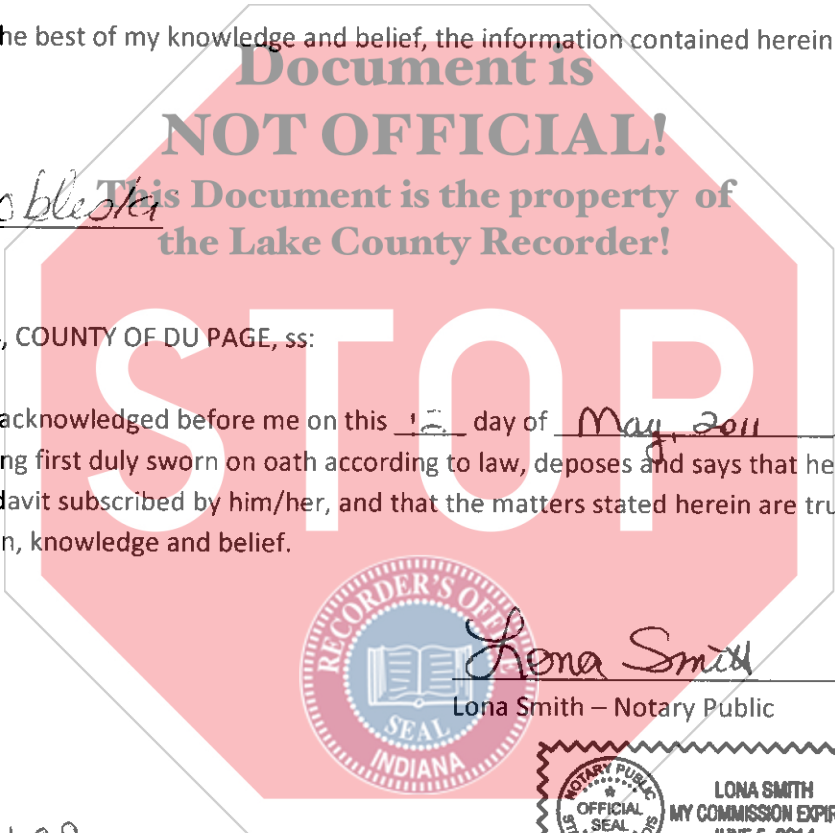 he best of my knowledge and belief, the information contained herein
Document is
NOT OFFICIAL!
This Document is the property of
the Lake County Recorder!
STOP
, COUNTY OF DU PAGE, ss:
acknowledged before me on this day of May, 2011
ng first duly sworn on oath according to law, deposes and says that he
davit subscribed by him/her, and that the matters stated herein are tru
n, knowledge and belief.
RECORDER'S OFFICE
SEAL
INDIANA
Lona Smith
Lona Smith – Notary Public
NOTARY PUBLIC
OFFICIAL
SEAL
LONA SMITH
MY COMMISSION EXPIR